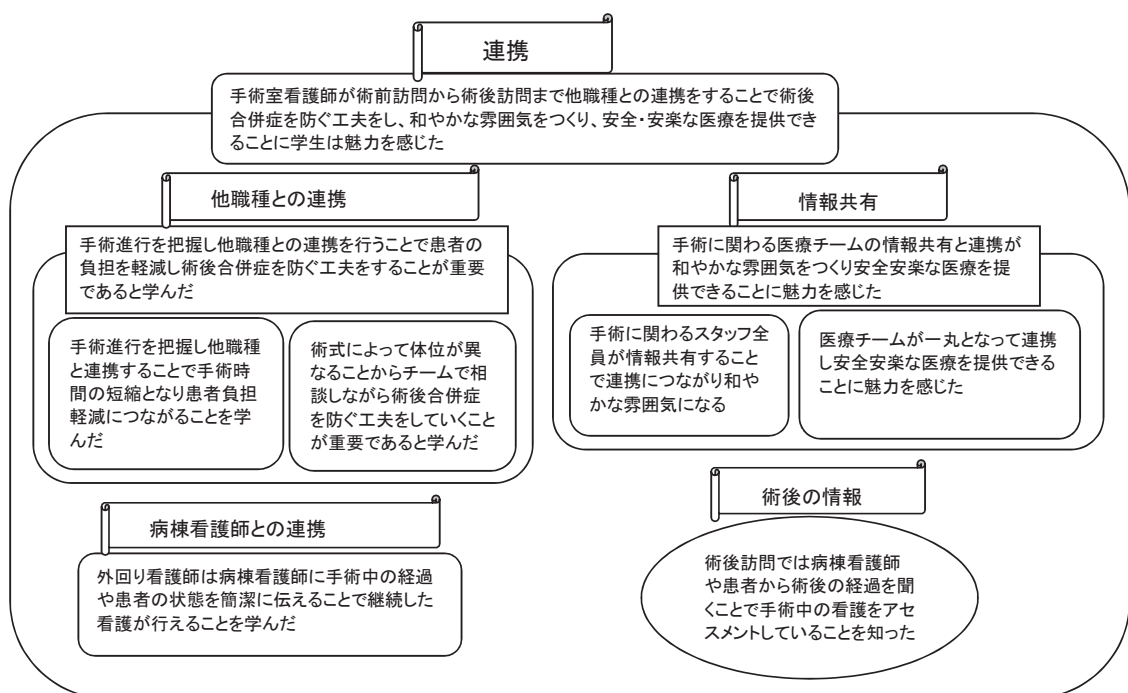 連携
手術室看護師が術前訪問から術後訪問まで他職種との連携をすることで術後
合併症を防ぐ工夫をし、和やかな雰囲気をつくり、安全・安楽な医療を提供でき
ることに学生は魅力を感じた
他職種との連携
手術進行を把握し他職種との連携を行うことで患者の
負担を軽減し術後合併症を防ぐ工夫をすることが重要
であると学んだ
手術進行を把握し他職種
と連携することで手術時
間の短縮となり患者負担
軽減につながることを学
んだ
術式によって体位が異
なることからチームで相
談しながら術後合併症
を防ぐ工夫をしていくこと
が重要であると学んだ
情報共有
手術に関わる医療チームの情報共有と連携が
和やかな雰囲気をつくり安全安楽な医療を提
供できることに魅力を感じた
手術に関わるスタッフ全
員が情報共有すること
で連携につながり和や
かな雰囲気になる
医療チームが一丸となって連携
し安全安楽な医療を提供できる
ことに魅力を感じた
病棟看護師との連携
外回り看護師は病棟看護師に手術中の経過
や患者の状態を簡潔に伝えることで継続した
看護が行えることを学んだ
術後の情報
術後訪問では病棟看護師
や患者から術後の経過を聞
くことで手術中の看護をアセ
スメントしていることを知った